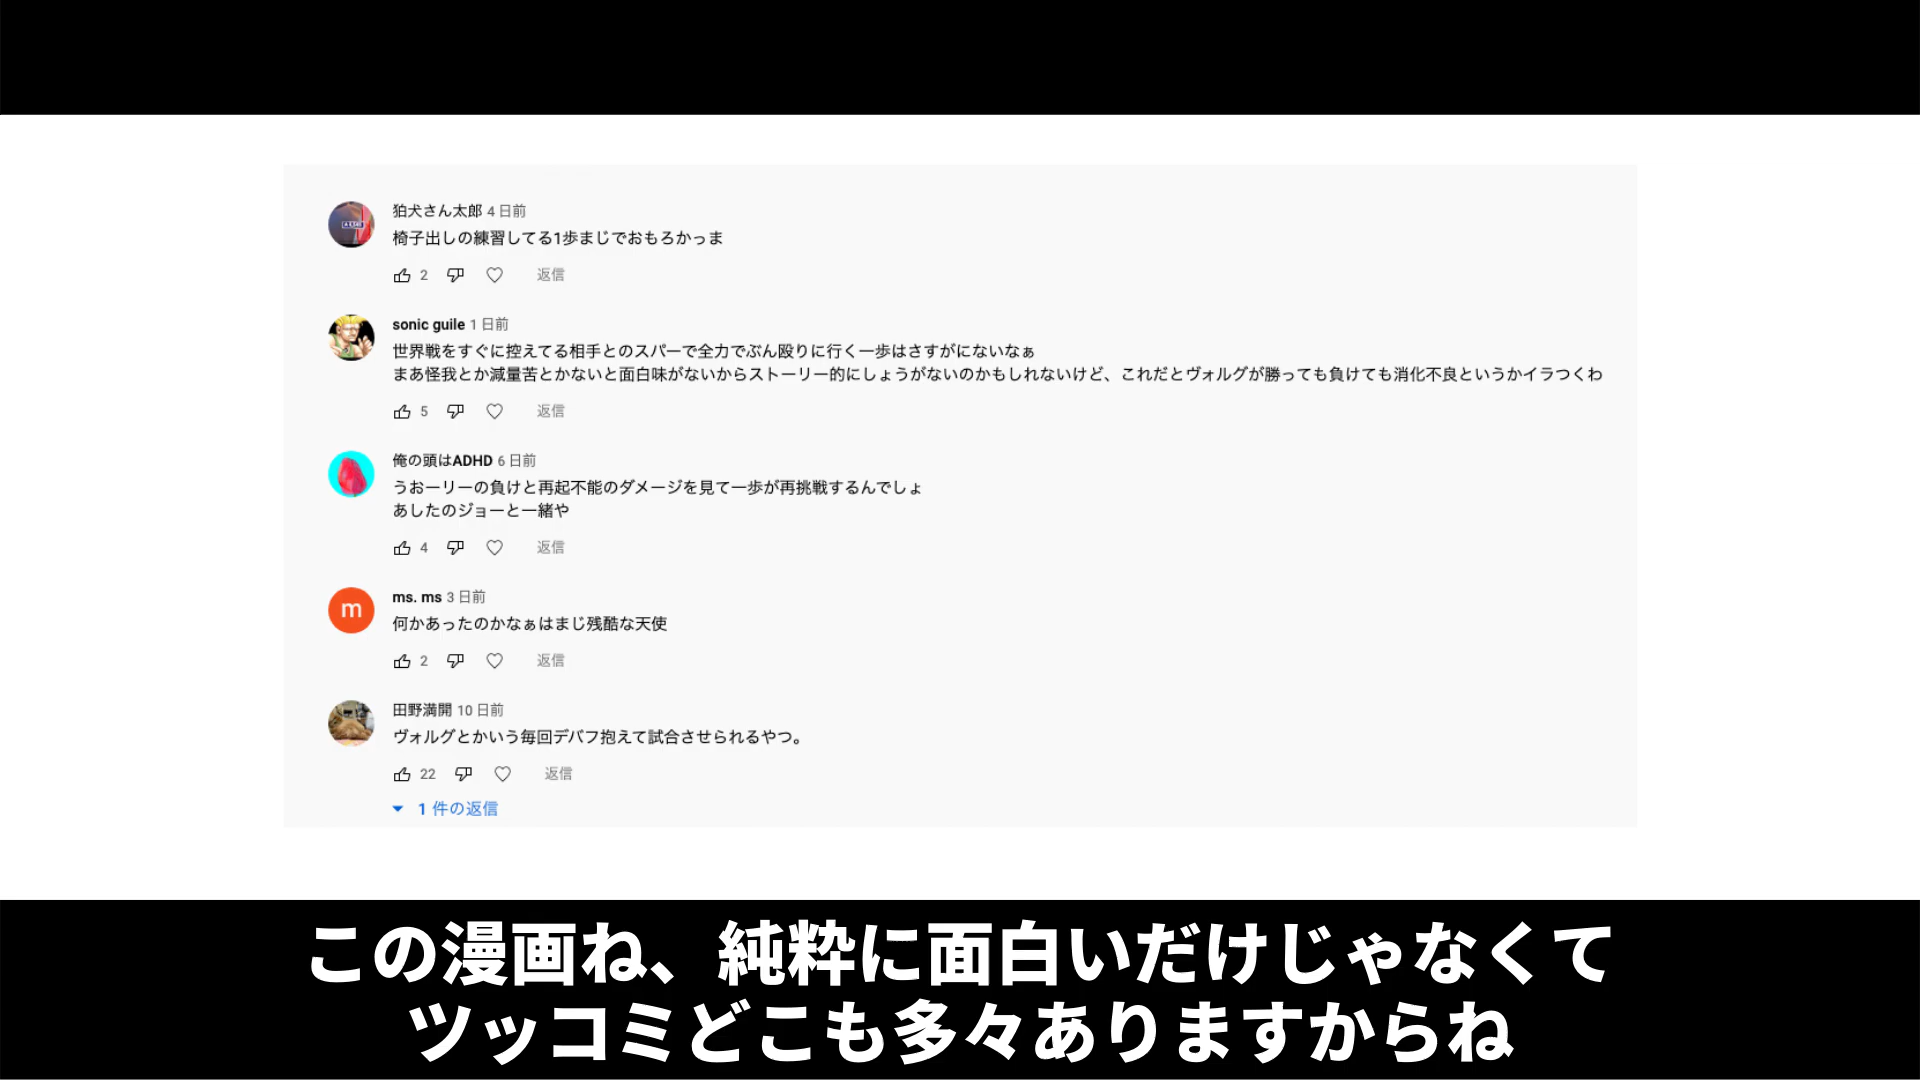 狛犬さん太郎 4 日前
椅子出しの練習してる1歩まじでおもろかっま
2 返信
sonic guile 1 日前
世界戦をすぐに控えてる相手とのスパーで全力でぶん殴りに行く一歩はさすがにないなぁ
まあ怪我とか減量苦とかないと面白味がないからストーリー的にしょうがないのかもしれないけど、これだとヴォルグが勝っても負けても消化不良というかイラつくわ
5 返信
俺の頭はADHD 6 日前
うおーリーの負けと再起不能のダメージを見て一歩が再挑戦するんでしょ
あしたのジョーと一緒や
4 返信
m
ms. ms 3 日前
何かあったのかなぁはまじ残酷な天使
2 返信
田野満開 10 日前
ヴォルグとかいう毎回デバフ抱えて試合させられるやつ。
22 返信
1 件の返信
この漫画ね、純粋に面白いだけじゃなくて
ツッコミどこも多々ありますからね